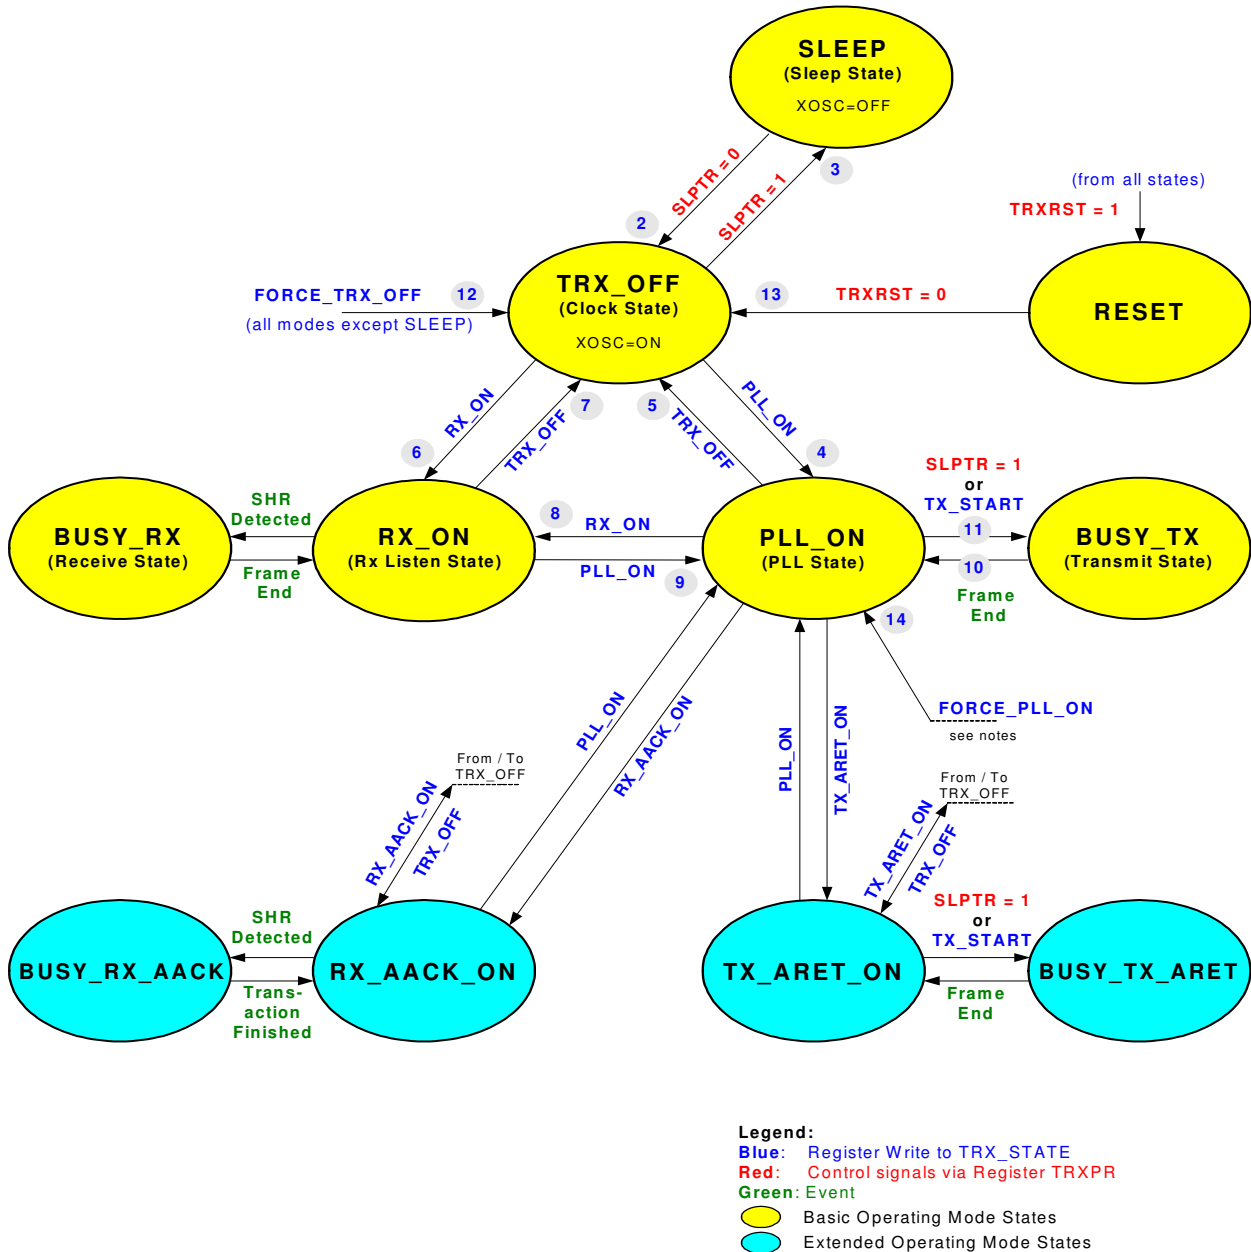 SLEEP
(Sleep State)
XOSC=OFF
SLPTR = 0
SLPTR = 1
3
2
(from all states)
TRXRST = 1
TRX_OFF
(Clock State)
XOSC=ON
FORCE_TRX_OFF
12
(all modes except SLEEP)
13
TRXRST = 0
RESET
RX_ON
TRX_OFF
7
6
5
TRX_OFF
PLL_ON
4
SLPTR = 1
or
TX_START
11
10
Frame
End
SHR
Detected
BUSY_RX
(Receive State)
Frame
End
RX_ON
(Rx Listen State)
8
RX_ON
PLL_ON
9
PLL_ON
(PLL State)
BUSY_TX
(Transmit State)
14
FORCE_PLL_ON
see notes
PLL_ON
RX_AACK_ON
PLL_ON
TX_ARET_ON
From / To
TRX_OFF
RX_AACK_ON
TRX_OFF
From / To
TRX_OFF
TX_ARET_ON
TRX_OFF
SHR
Detected
BUSY_RX_AACK
Trans-
action
Finished
RX_AACK_ON
TX_ARET_ON
SLPTR = 1
or
TX_START
Frame
End
BUSY_TX_ARET
Legend:
Blue: Register Write to TRX_STATE
Red: Control signals via Register TRXPR
Green: Event
Basic Operating Mode States
Extended Operating Mode States